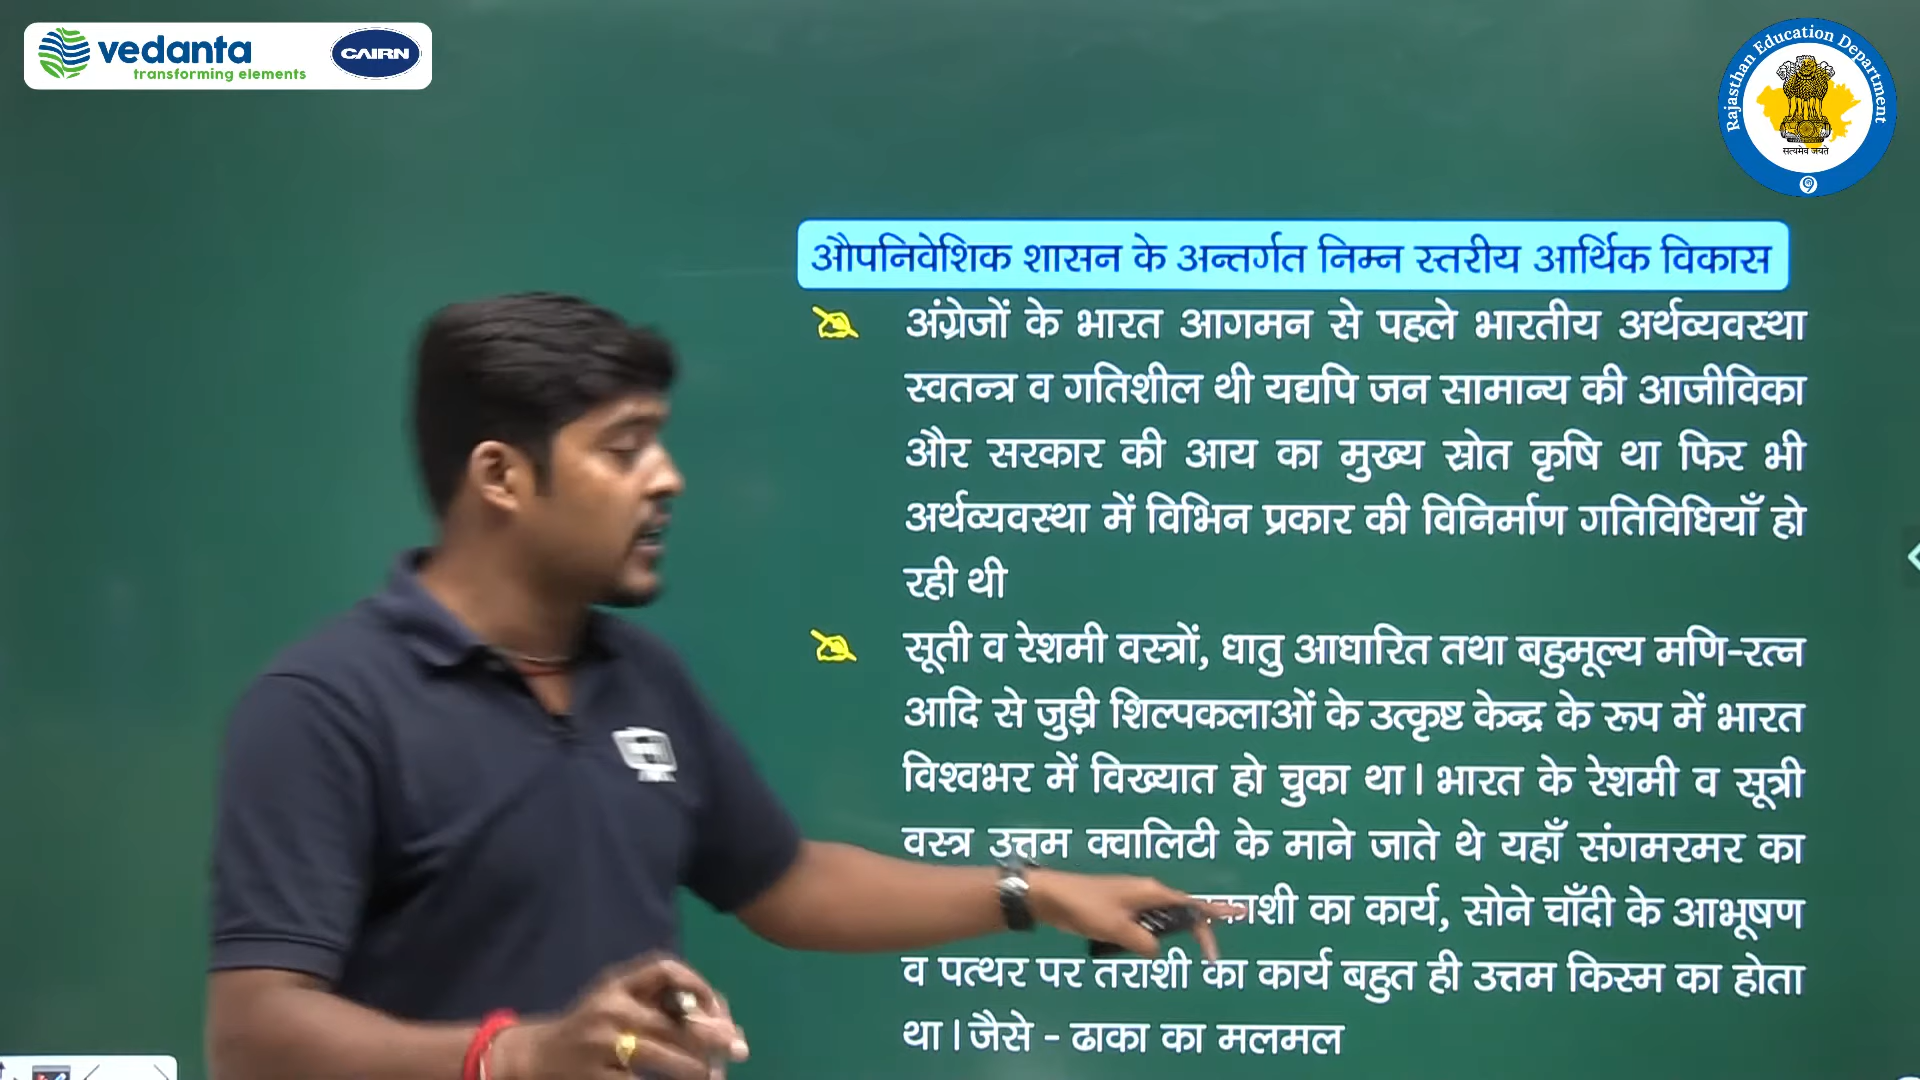 vedanta
transforming elements
CAIRN
Rajasthan Education Department
सत्यमेव जयते
औपनिवेशिक शासन के अन्तर्गत निम्न स्तरीय आर्थिक विकास
अंग्रेजों के भारत आगमन से पहले भारतीय अर्थव्यवस्था
स्वतन्त्र व गतिशील थी यद्यपि जन सामान्य की आजीविका
और सरकार की आय का मुख्य स्रोत कृषि था फिर भी
अर्थव्यवस्था में विभिन प्रकार की विनिर्माण गतिविधियाँ हो
रही थी
सूती व रेशमी वस्त्रों, धातु आधारित तथा बहुमूल्य मणि-रत्न
आदि से जुड़ी शिल्पकलाओं के उत्कृष्ट केन्द्र के रूप में भारत
विश्वभर में विख्यात हो चुका था। भारत के रेशमी व सूत्री
वस्त्र उत्तम क्वालिटी के माने जाते थे यहाँ संगमरमर का
का कार्य, सोने चाँदी के आभूषण
व पत्थर पर तराशी का कार्य बहुत ही उत्तम किस्म का होता
था। जैसे - ढाका का मलमल